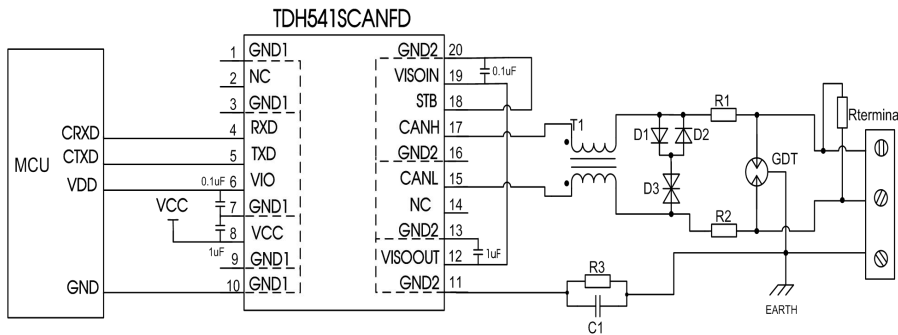 TDH541SCANFD
1 GND1 GND2 20
2 NC VISOIN 19 0.1uF
3 GND1 STB 18
CRXD 4 RXD CANH 17 T1 D1 D2 R1 Rtermina
CTXD 5 TXD GND2 16
MCU VDD 0.1uF 6 VIO CANL 15 D3 GDT
VCC 7 GND1 NC 14 R2
1uF 8 VCC GND2 13
9 GND1 VISOOUT 12 1uF
GND 10 GND1 GND2 11 R3
C1 EARTH